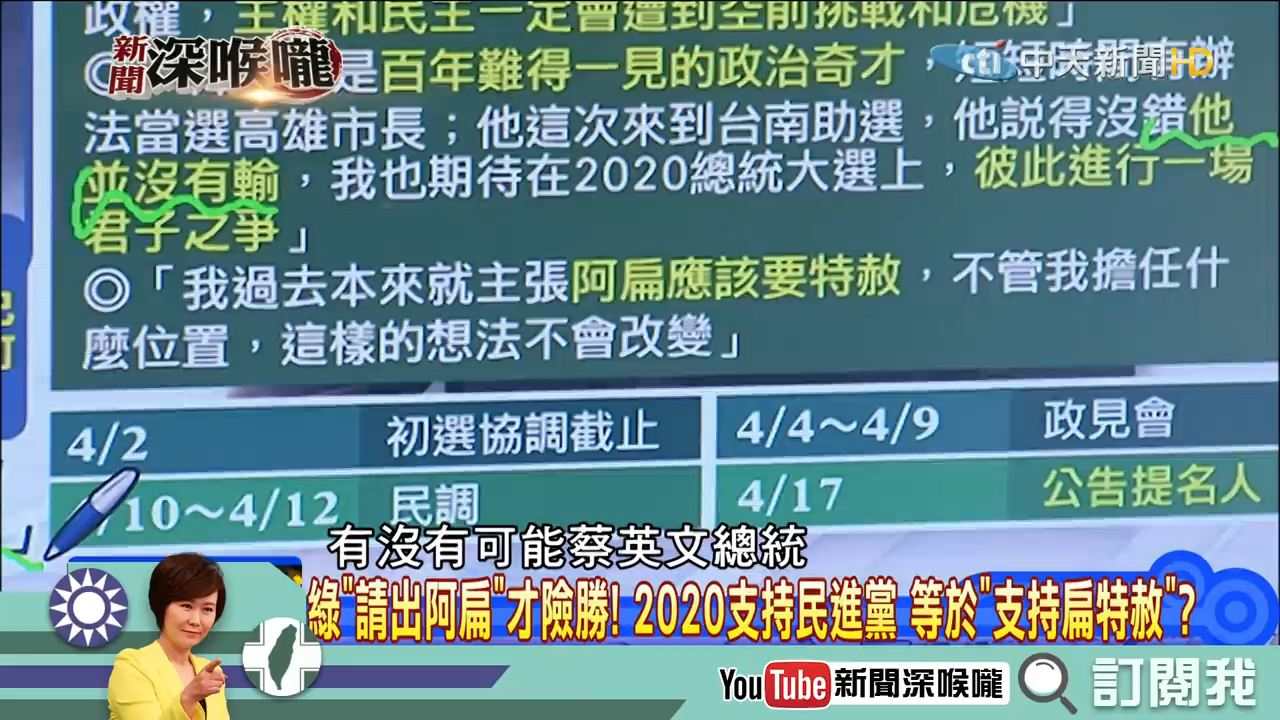 政權，主權和民主一定會遭到空前挑戰和危機」
新聞深喉嚨
是百年難得一見的政治奇才，
中天新聞HD
法當選高雄市長；他這次來到台南助選，他說得沒錯他
並沒有輸，我也期待在2020總統大選上，彼此進行一場
君子之爭」
◎「我過去本來就主張阿扁應該要特赦，不管我擔任什
麼位置，這樣的想法不會改變」
4/2 初選協調截止
4/4～4/9 政見會
/10～4/12 民調
4/17 公告提名人
有沒有可能蔡英文總統
綠"請出阿扁"才險勝! 2020支持民進黨 等於"支持扁特赦"?
YouTube 新聞深喉嚨 訂閱我